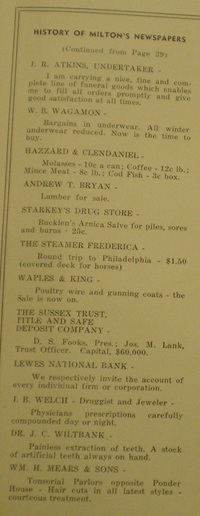 HISTORY OF MILTON'S NEWSPAPERS
(Continued from Page 29)
J. R. ATKINS, UNDERTAKER -
I am carrying a nice, fine and com-
plete line of funeral goods which enables
me to fill all orders promptly and give
good satisfaction at all times.
W. B. WAGAMON -
Bargains in underwear. All winter
underwear reduced. Now is the time
to buy.
HAZZARD & CLENDANIEL -
Molasses - 10c a can; Coffee - 12c lb.;
Mince Meat - 8c lb.; Cod Fish - 5c box.
ANDREW T. BRYAN -
Lumber for sale.
STARKEY'S DRUG STORE -
Bucklen's Arnica Salve for piles, sores
and burns - 25c.
THE STEAMER FREDERICA -
Round trip to Philadelphia - $1.50
(covered deck for horses)
WAPLES & KING -
Poultry wire and gunning coats - the
Sale is now on.
THE SUSSEX TRUST,
TITLE AND SAFE
DEPOSIT COMPANY -
D. S. Fooks, Pres.; Jos. M. Lank,
Trust Officer. Capital, $60,000.
LEWES NATIONAL BANK -
We respectively invite the account of
every individual firm or corporation.
J. B. WELCH - Druggist and Jeweler -
Physicians prescriptions carefully
compounded day or night.
DR. J. C. WILTBANK -
Painless extraction of teeth. A stock
of artificial teeth always on hand.
WM. H. MEARS & SONS -
Tonsorial Parlors opposite Ponder
House - Hair cuts in all latest styles -
courteous treatment.